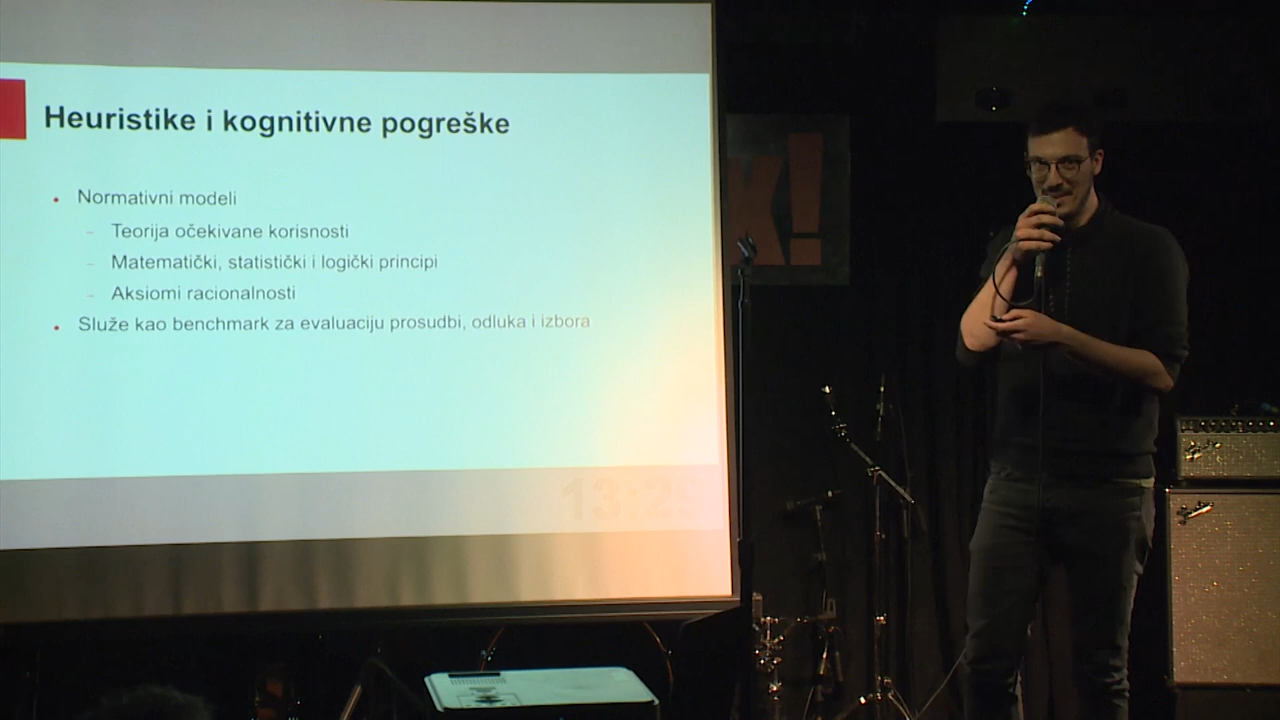 Heuristike i kognitivne pogreške
Normativni modeli
Teorija očekivane korisnosti
Matematički, statistički i logički principi
Aksiomi racionalnosti
Služe kao benchmark za evaluaciju prosudbi, odluka i izbora
13:2
K!